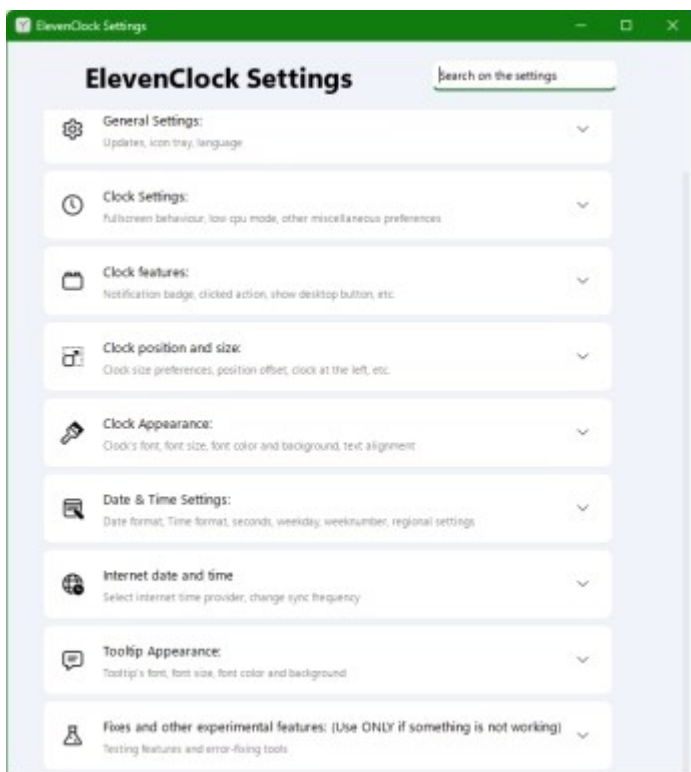 ElevenClock Settings
ElevenClock Settings
Search on the settings
General Settings:
Updates, icon tray, language
Clock Settings:
Fullscreen behaviour, low cpu mode, other miscellaneous preferences
Clock features:
Notification badge, clicked action, show desktop button, etc.
Clock position and size:
Clock size preferences, position offset, clock at the left, etc.
Clock Appearance:
Clock's font, font size, font color and background, text alignment
Date & Time Settings:
Date format, Time format, seconds, weekday, weeknumber, regional settings
Internet date and time
Select internet time provider, change sync frequency
Tooltip Appearance:
Tooltip's font, font size, font color and background
Fixes and other experimental features: (Use ONLY if something is not working)
Testing features and error-fixing tools